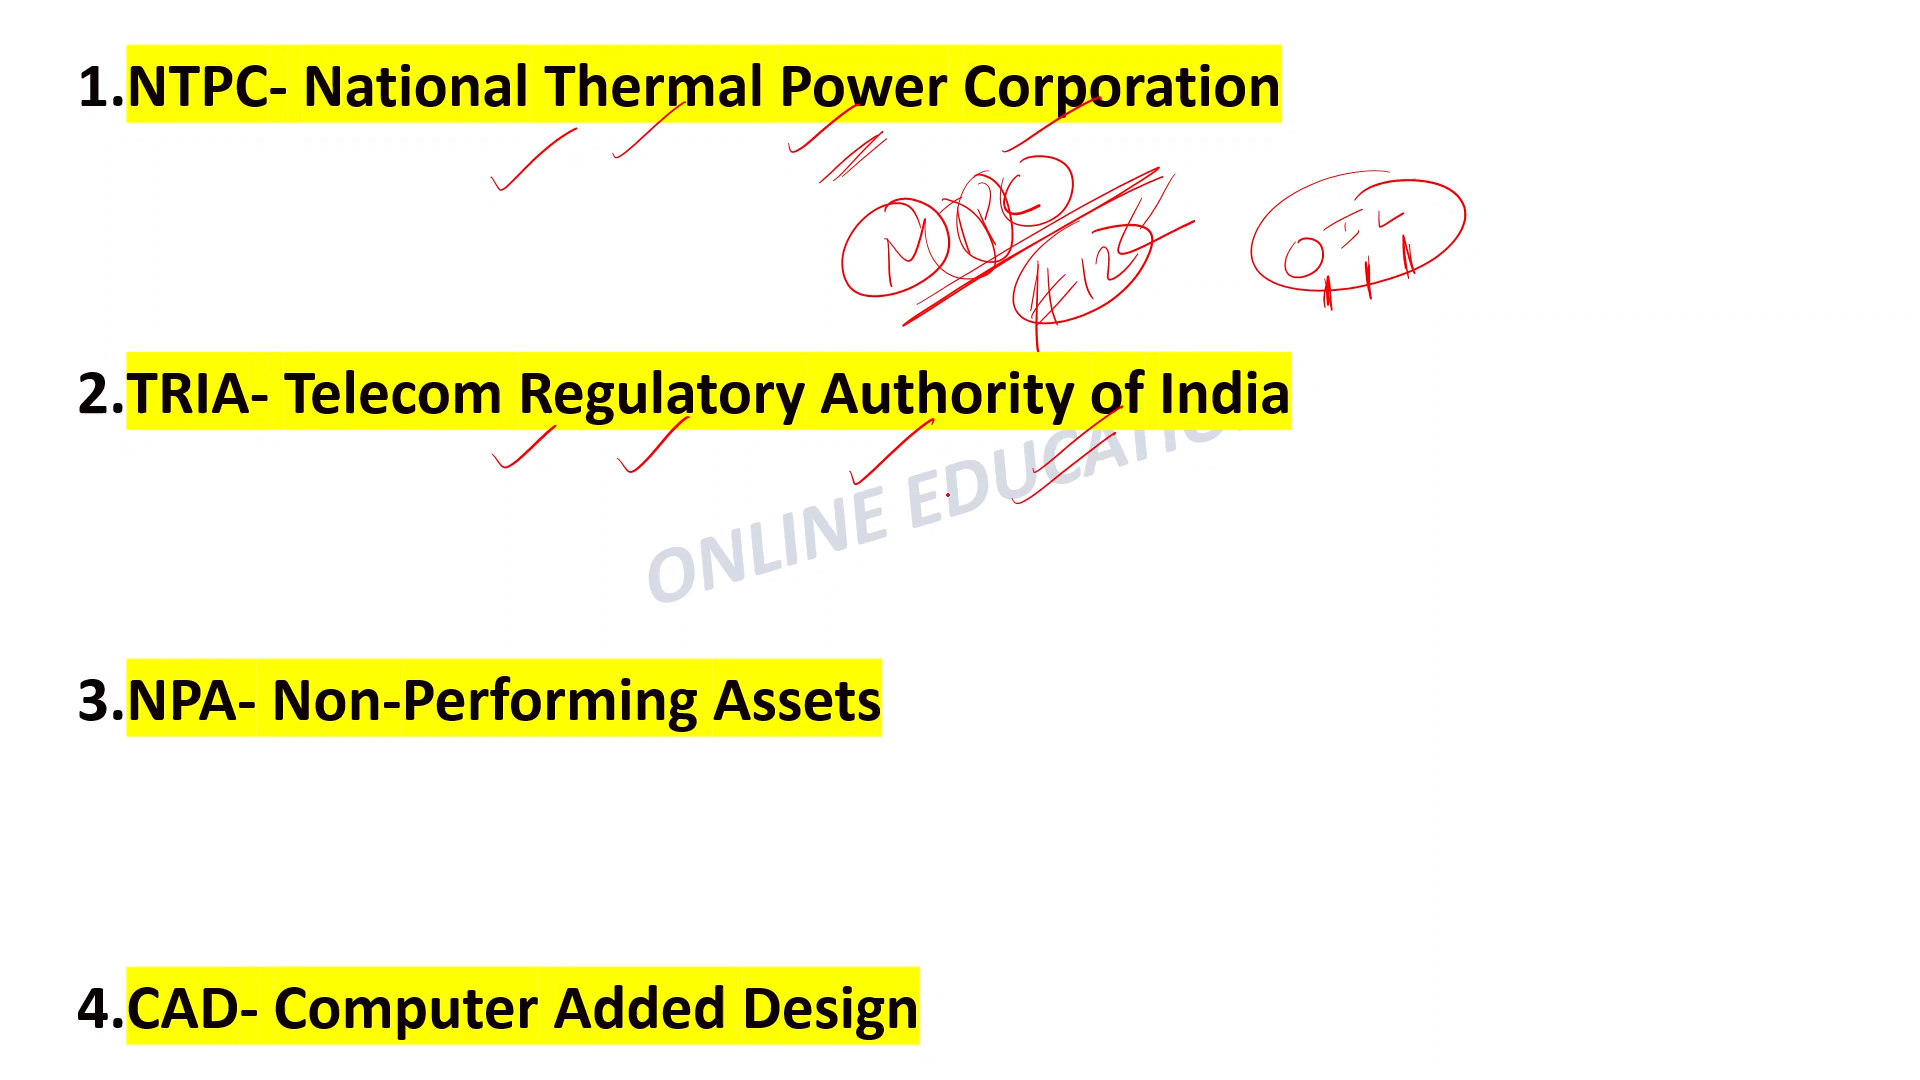 1.NTPC- National Thermal Power Corporation
OIL
2.TRIA- Telecom Regulatory Authority of India
ONLINE EDUCATIO
3.NPA- Non-Performing Assets
4.CAD- Computer Added Design